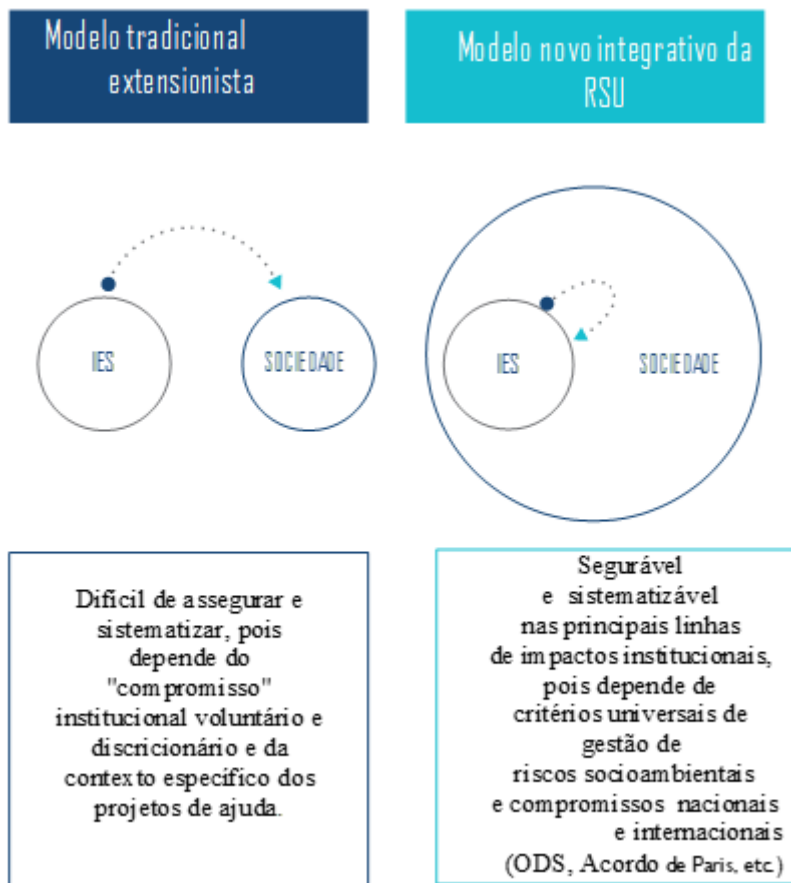 Modelo tradicional
extensionista
Modelo novo integrativo da
RSU
IES
SOCIEDADE
IES
SOCIEDADE
Difícil de assegurar e
sistematizar, pois
depende do
"compromisso"
institucional voluntário e
discricionário e da
contexto específico dos
projetos de ajuda.
Segurável
e sistematizável
nas principais linhas
de impactos institucionais,
pois depende de
critérios universais de
gestão de
riscos socioambientais
e compromissos nacionais
e internacionais
(ODS, Acordo de Paris, etc.)